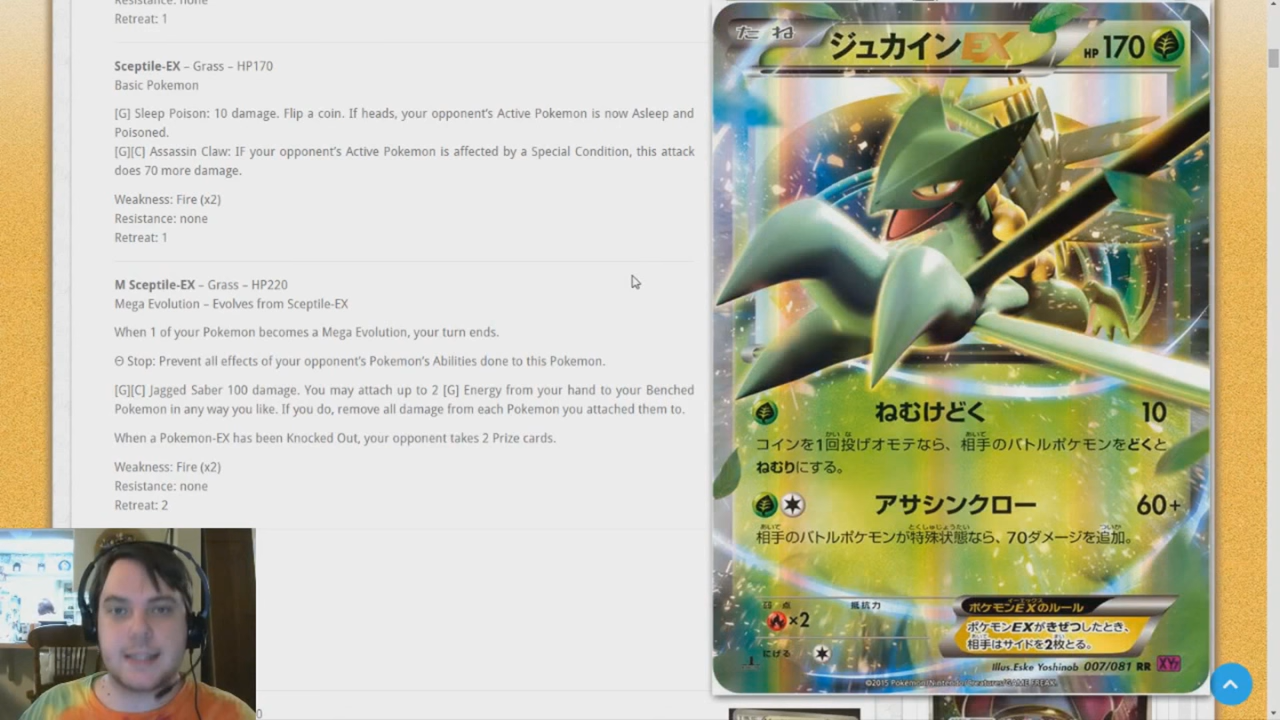 Resistance: none
Retreat: 1
Sceptile-EX – Grass – HP170
Basic Pokemon
[G] Sleep Poison: 10 damage. Flip a coin. If heads, your opponent's Active Pokemon is now Asleep and
Poisoned.
[G][C] Assassin Claw: IF your opponent's Active Pokemon is affected by a Special Condition, this attack
does 70 more damage.
Weakness: Fire (x2)
Resistance: none
Retreat: 1
M Sceptile-EX – Grass – HP220
Mega Evolution – Evolves from Sceptile-EX
When 1 of your Pokemon becomes a Mega Evolution, your turn ends.
Θ Stop: Prevent all effects of your opponent's Pokemon's Abilities done to this Pokemon.
[G][C] Jagged Saber 100 damage. You may attach up to 2 [G] Energy from your hand to your Benched
Pokemon in any way you like. If you do, remove all damage from each Pokemon you attached them to.
When a Pokemon-EX has been Knocked Out, your opponent takes 2 Prize cards.
Weakness: Fire (x2)
Resistance: none
Retreat: 2
たね
ジュカインEX HP 170
ねむけどく 10
コインを1回投げオモテなら、相手のバトルポケモンをどくと
ねむりにする。
アサシンクロー 60+
相手のバトルポケモンが特殊状態なら、70ダメージを追加。
弱点 抵抗力
×2
にげる
ポケモンEXのルール
ポケモンEXがきぜつしたとき、
相手はサイドを2枚とる。
Illus.Eske Yoshinob 007/081 RR XY7
©2015 Pokémon/Nintendo/Creatures/GAME FREAK.